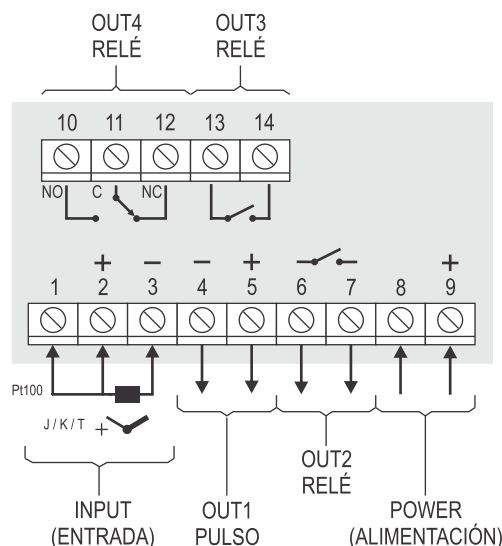 OUT4 OUT3
RELÉ RELÉ
10 11 12 13 14
NO C NC
+ − − + +
1 2 3 4 5 6 7 8 9
Pt100
J / K / T +
INPUT
(ENTRADA)
OUT1
PULSO
OUT2
RELÉ
POWER
(ALIMENTACIÓN)